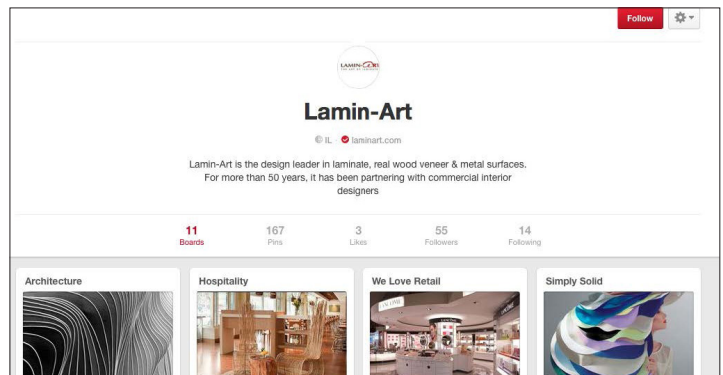 Follow
LAMIN-ART
Lamin-Art
IL laminart.com
Lamin-Art is the design leader in laminate, real wood veneer & metal surfaces.
For more than 50 years, it has been partnering with commercial interior
designers
11 167 3 55 14
Boards Pins Likes Followers Following
Architecture Hospitality We Love Retail Simply Solid
LANCÔME